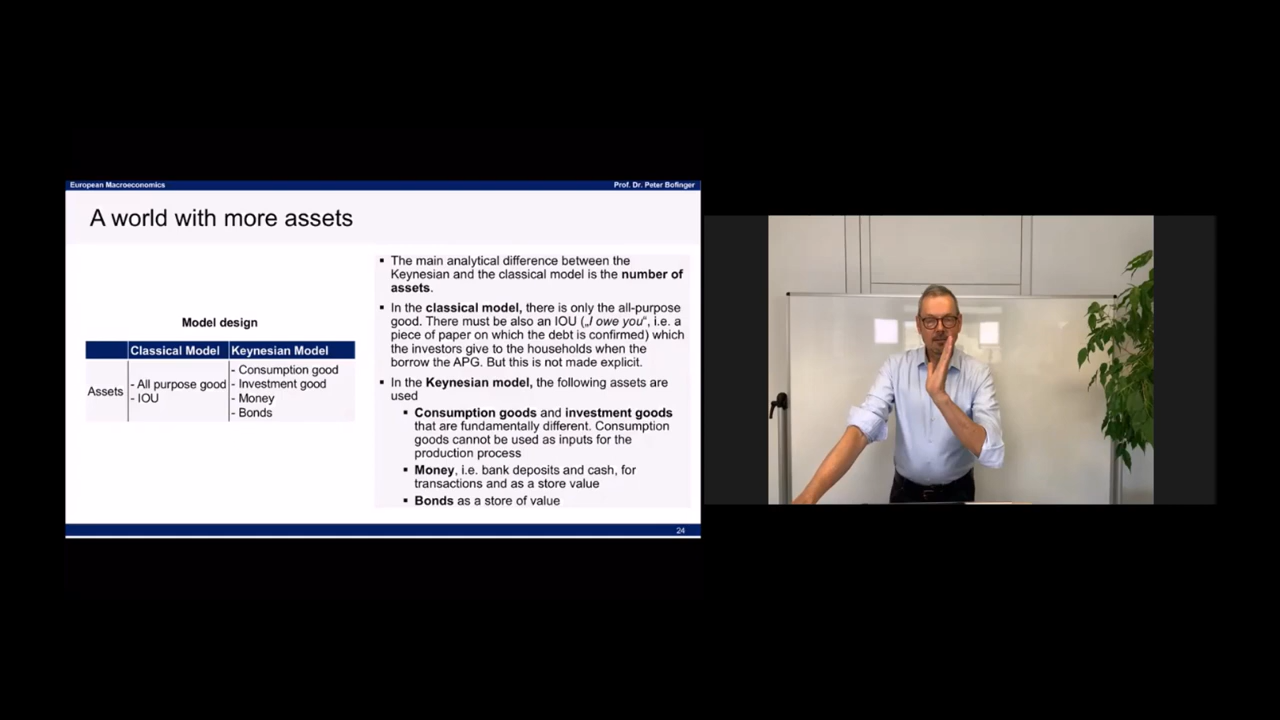 European Macroeconomics
Prof. Dr. Peter Bofinger
A world with more assets
Model design
Classical Model Keynesian Model
Assets
- All purpose good
- IOU
- Consumption good
- Investment good
- Money
- Bonds
▪ The main analytical difference between the
Keynesian and the classical model is the number of
assets.
▪ In the classical model, there is only the all-purpose
good. There must be also an IOU („I owe you“, i.e. a
piece of paper on which the debt is confirmed) which
the investors give to the households when the
borrow the APG. But this is not made explicit.
▪ In the Keynesian model, the following assets are
used
▪ Consumption goods and investment goods
that are fundamentally different. Consumption
goods cannot be used as inputs for the
production process
▪ Money, i.e. bank deposits and cash, for
transactions and as a store value
▪ Bonds as a store of value
24